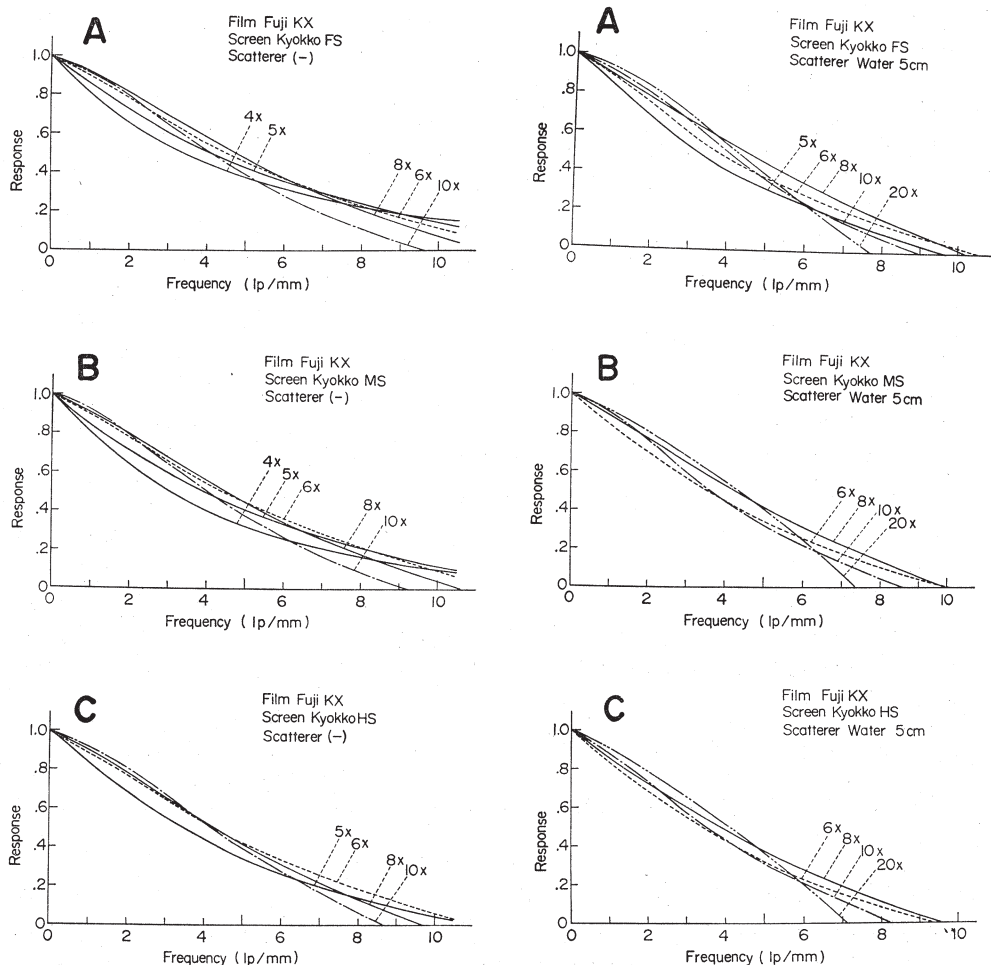 A
Film Fuji KX
Screen Kyokko FS
Scatterer (-)
1.0
.8
.6
.4
.2
0
Response
4x
5x
8x
6x
10x
0 2 4 6 8 10
Frequency (lp/mm)
A
Film Fuji KX
Screen Kyokko FS
Scatterer Water 5cm
1.0
.8
.6
.4
.2
0
Response
5x
6x
8x
10x
20x
0 2 4 6 8 10
Frequency (lp/mm)
B
Film Fuji KX
Screen Kyokko MS
Scatterer (-)
1.0
.8
.6
.4
.2
0
Response
4x
5x
6x
8x
10x
0 2 4 6 8 10
Frequency (lp/mm)
B
Film Fuji KX
Screen Kyokko MS
Scatterer Water 5cm
1.0
.8
.6
.4
.2
0
Response
6x
8x
10x
20x
0 2 4 6 8 10
Frequency (lp/mm)
C
Film Fuji KX
Screen Kyokko HS
Scatterer (-)
1.0
.8
.6
.4
.2
0
Response
5x
6x
8x
10x
0 2 4 6 8 10
Frequency (lp/mm)
C
Film Fuji KX
Screen Kyokko HS
Scatterer Water 5cm
1.0
.8
.6
.4
.2
0
Response
6x
8x
10x
20x
0 2 4 6 8 10
Frequency (lp/mm)